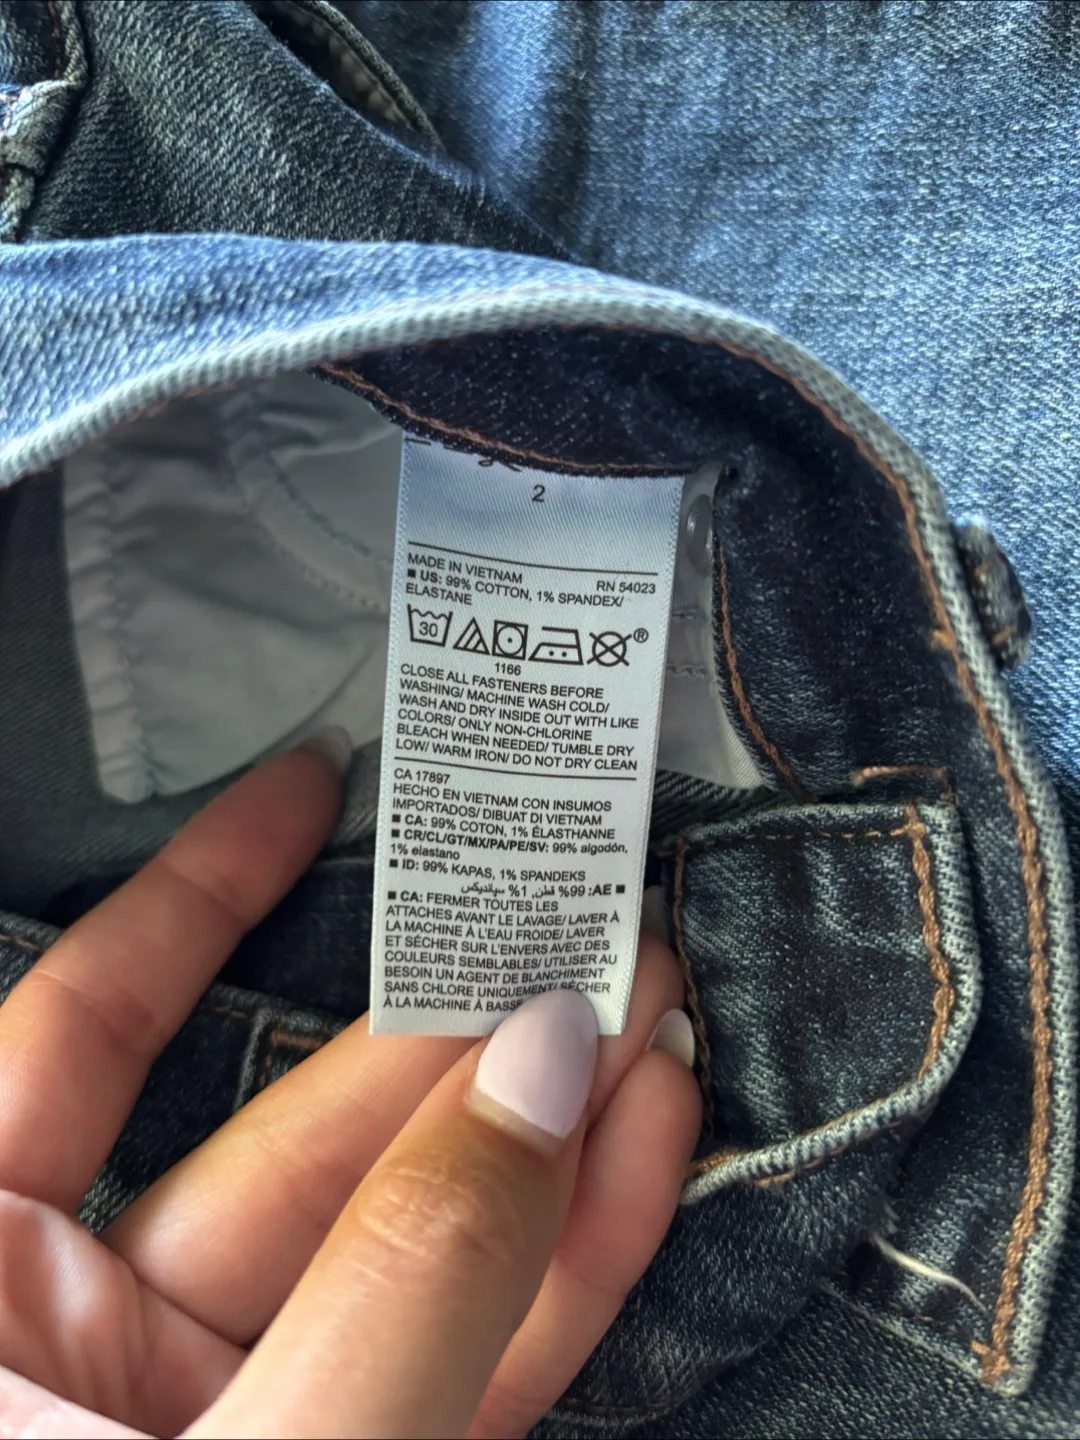 2
MADE IN VIETNAM RN 54023
■ US: 99% COTTON, 1% SPANDEX/
ELASTANE
30
®
1166
CLOSE ALL FASTENERS BEFORE
WASHING/ MACHINE WASH COLD/
WASH AND DRY INSIDE OUT WITH LIKE
COLORS/ ONLY NON-CHLORINE
BLEACH WHEN NEEDED/ TUMBLE DRY
LOW/ WARM IRON/ DO NOT DRY CLEAN
CA 17897
HECHO EN VIETNAM CON INSUMOS
IMPORTADOS/ DIBUAT DI VIETNAM
■ CA: 99% COTON, 1% ÉLASTHANNE
■ CR/CL/GT/MX/PA/PE/SV: 99% algodón,
1% elastano
■ ID: 99% KAPAS, 1% SPANDEKS
■ AE: %99 قطن, %1 سباندیکس
■ CA: FERMER TOUTES LES
ATTACHES AVANT LE LAVAGE/ LAVER À
LA MACHINE À L'EAU FROIDE/ LAVER
ET SÉCHER SUR L'ENVERS AVEC DES
COULEURS SEMBLABLES/ UTILISER AU
BESOIN UN AGENT DE BLANCHIMENT
SANS CHLORE UNIQUEMENT/ SÉCHER
À LA MACHINE À BASSE